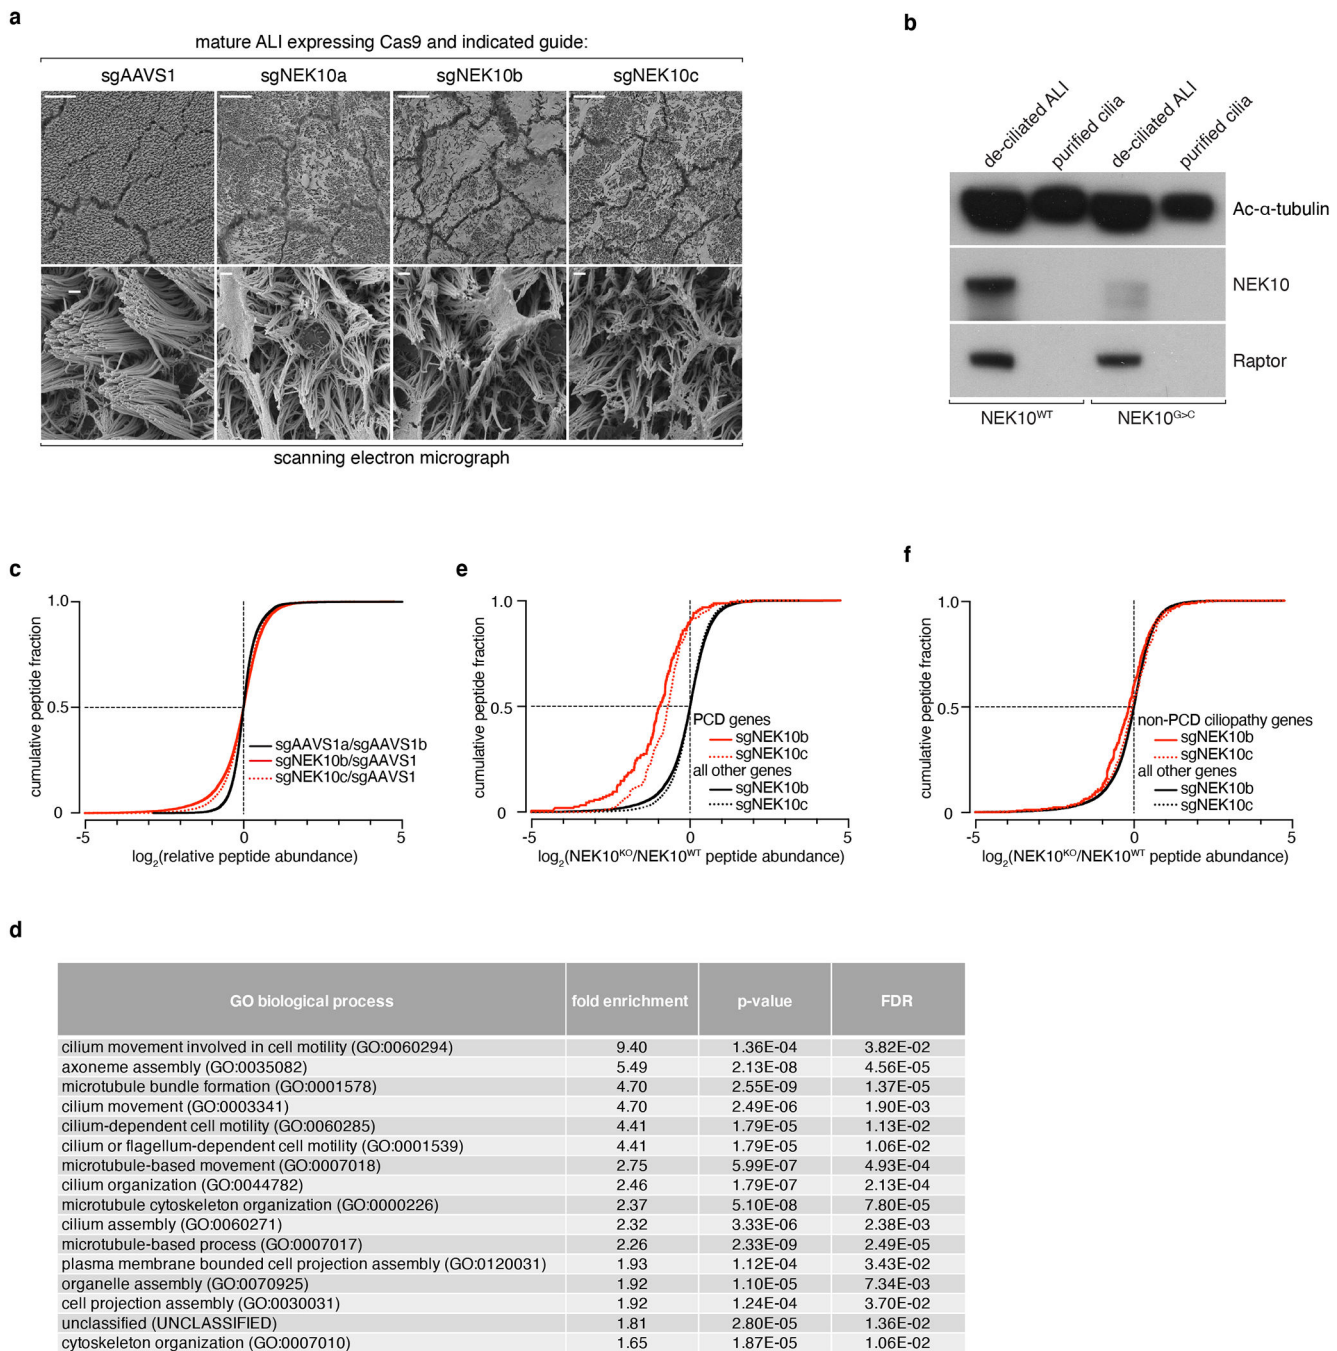 a
mature ALI expressing Cas9 and indicated guide:
sgAAVS1 sgNEK10a sgNEK10b sgNEK10c
scanning electron micrograph
b
de-ciliated ALI
purified cilia
de-ciliated ALI
purified cilia
Ac-α-tubulin
NEK10
Raptor
NEK10WT NEK10G>C
c
cumulative peptide fraction
1.0
0.5
0
-5 0 5
log2(relative peptide abundance)
sgAAVS1a/sgAAVS1b
sgNEK10b/sgAAVS1
sgNEK10c/sgAAVS1
e
cumulative peptide fraction
1.0
0.5
0
-5 0 5
log2(NEK10KO/NEK10WT peptide abundance)
PCD genes
sgNEK10b
sgNEK10c
all other genes
sgNEK10b
sgNEK10c
f
cumulative peptide fraction
1.0
0.5
0
-5 0 5
log2(NEK10KO/NEK10WT peptide abundance)
non-PCD ciliopathy genes
sgNEK10b
sgNEK10c
all other genes
sgNEK10b
sgNEK10c
d
GO biological process fold enrichment p-value FDR
cilium movement involved in cell motility (GO:0060294) 9.40 1.36E-04 3.82E-02
axoneme assembly (GO:0035082) 5.49 2.13E-08 4.56E-05
microtubule bundle formation (GO:0001578) 4.70 2.55E-09 1.37E-05
cilium movement (GO:0003341) 4.70 2.49E-06 1.90E-03
cilium-dependent cell motility (GO:0060285) 4.41 1.79E-05 1.13E-02
cilium or flagellum-dependent cell motility (GO:0001539) 4.41 1.79E-05 1.06E-02
microtubule-based movement (GO:0007018) 2.75 5.99E-07 4.93E-04
cilium organization (GO:0044782) 2.46 1.79E-07 2.13E-04
microtubule cytoskeleton organization (GO:0000226) 2.37 5.10E-08 7.80E-05
cilium assembly (GO:0060271) 2.32 3.33E-06 2.38E-03
microtubule-based process (GO:0007017) 2.26 2.33E-09 2.49E-05
plasma membrane bounded cell projection assembly (GO:0120031) 1.93 1.12E-04 3.43E-02
organelle assembly (GO:0070925) 1.92 1.10E-05 7.34E-03
cell projection assembly (GO:0030031) 1.92 1.24E-04 3.70E-02
unclassified (UNCLASSIFIED) 1.81 2.80E-05 1.36E-02
cytoskeleton organization (GO:0007010) 1.65 1.87E-05 1.06E-02